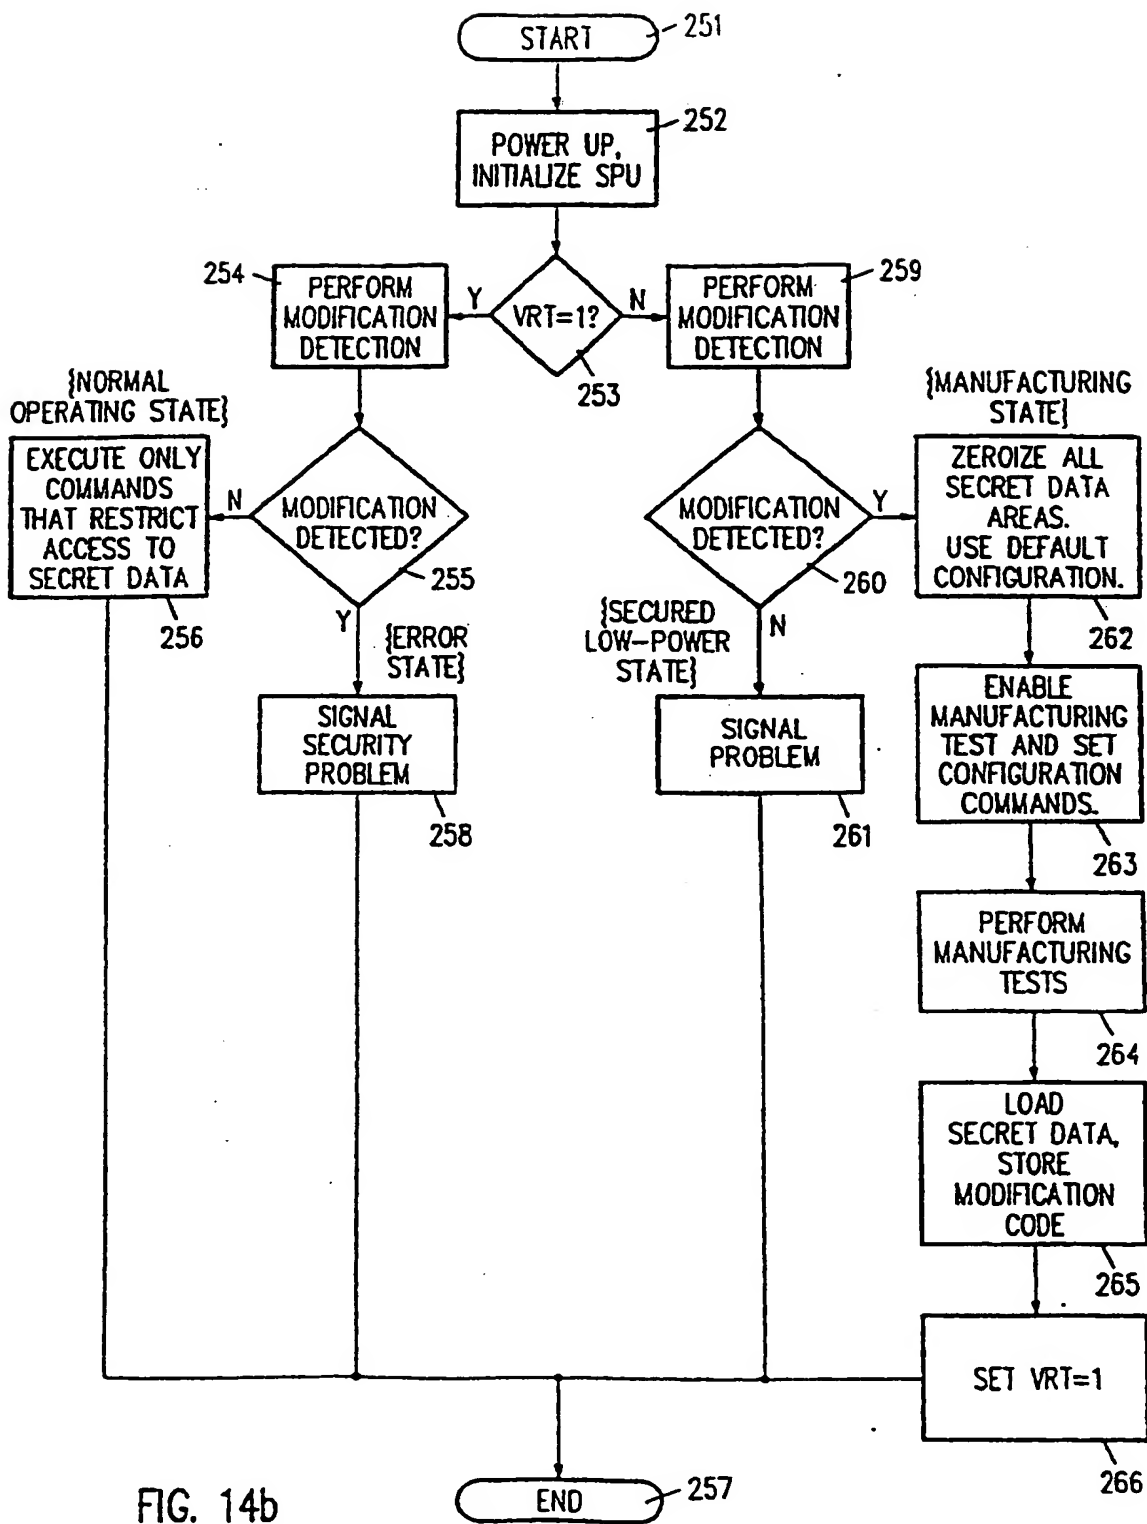 START
251
POWER UP,
INITIALIZE SPU
252
254
PERFORM
MODIFICATION
DETECTION
Y
VRT=1?
N
253
PERFORM
MODIFICATION
DETECTION
259
{NORMAL
OPERATING STATE}
EXECUTE ONLY
COMMANDS
THAT RESTRICT
ACCESS TO
SECRET DATA
256
N
MODIFICATION
DETECTED?
255
Y
{ERROR
STATE}
SIGNAL
SECURITY
PROBLEM
258
MODIFICATION
DETECTED?
260
Y
N
{SECURED
LOW-POWER
STATE}
SIGNAL
PROBLEM
261
{MANUFACTURING
STATE}
ZEROIZE ALL
SECRET DATA
AREAS.
USE DEFAULT
CONFIGURATION.
262
ENABLE
MANUFACTURING
TEST AND SET
CONFIGURATION
COMMANDS.
263
PERFORM
MANUFACTURING
TESTS
264
LOAD
SECRET DATA,
STORE
MODIFICATION
CODE
265
SET VRT=1
266
END
257
FIG. 14b